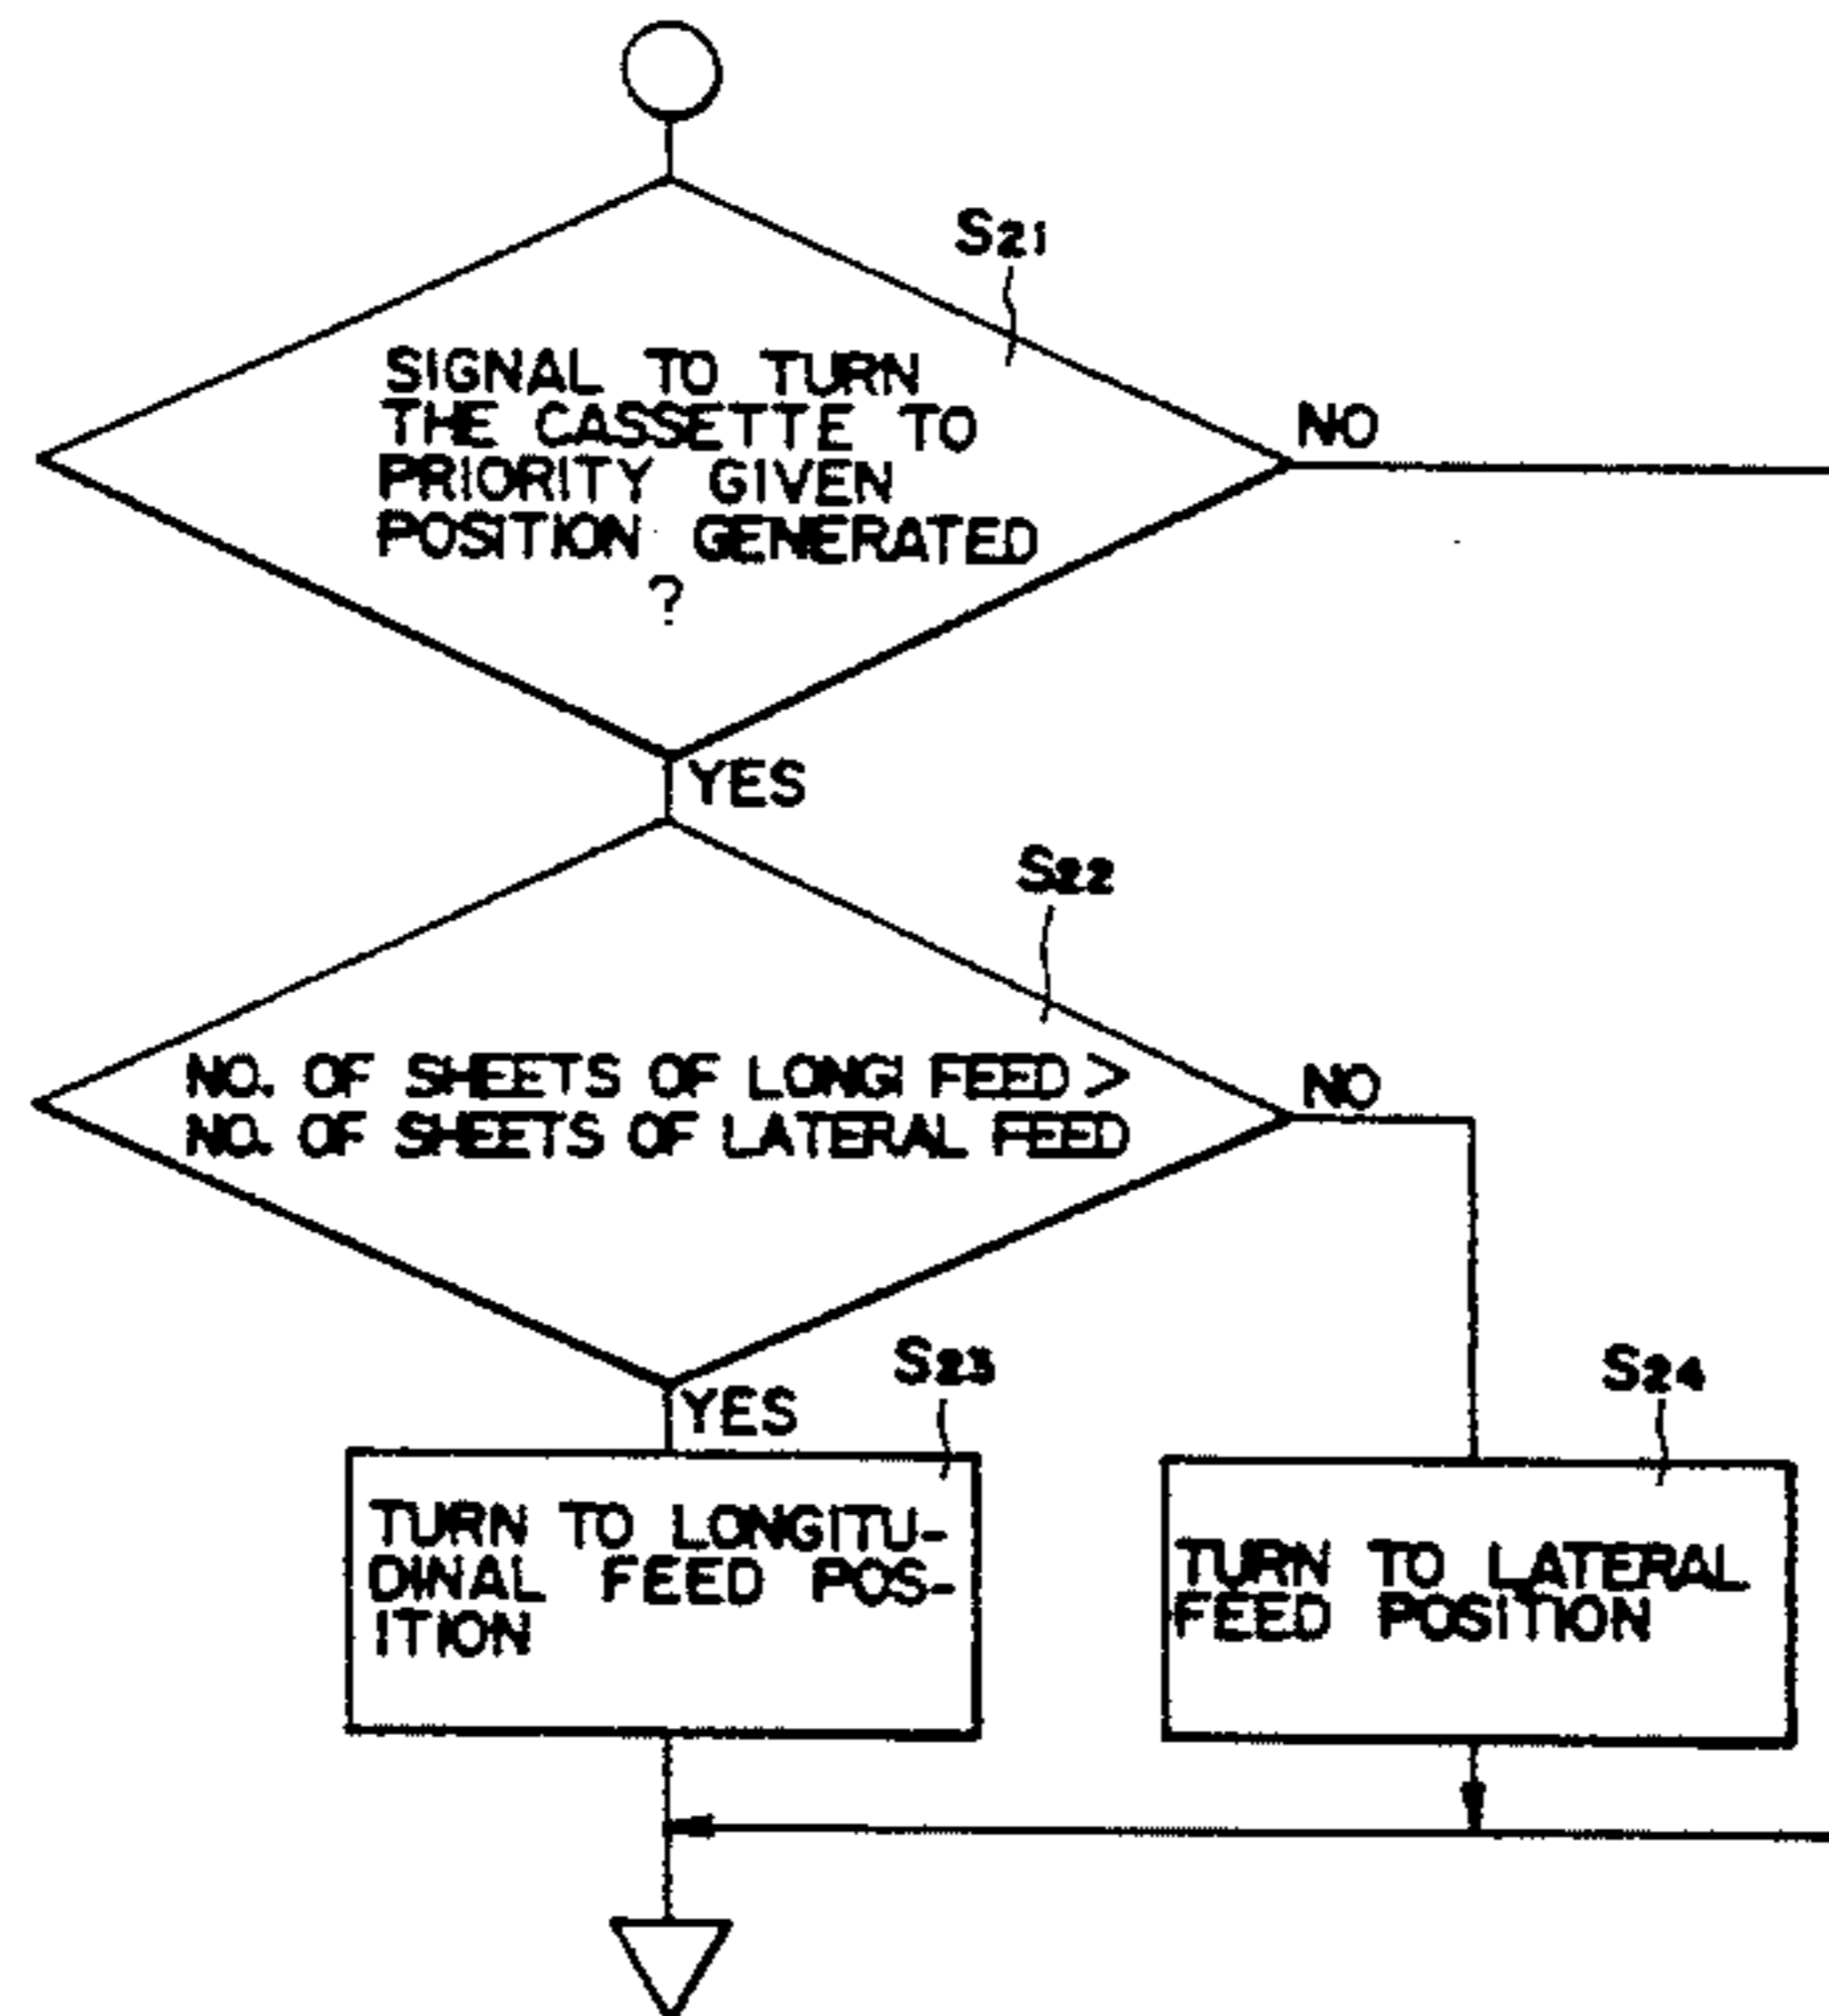 S21
SIGNAL TO TURN
THE CASSETTE TO
PRIORITY GIVEN
POSITION GENERATED
?
NO
YES
S22
NO. OF SHEETS OF LONGI FEED >
NO. OF SHEETS OF LATERAL FEED
NO
YES
S23
TURN TO LONGITU-
DINAL FEED POS-
ITION
S24
TURN TO LATERAL
FEED POSITION